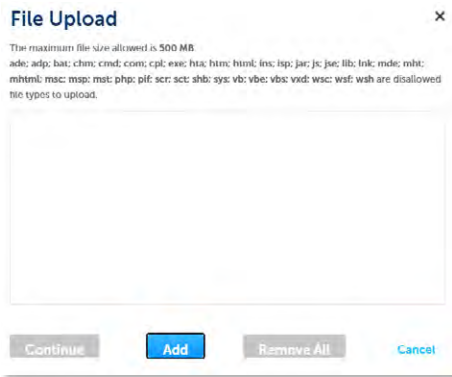 File Upload
×
The maximum file size allowed is 500 MB
ade; adp; bat; chm; cmd; com; cpl; exe; hta; htm; html; ins; isp; jar; js; jse; lib; lnk; mde; mht;
mhtml; msc; msp; mst; php; pif; scr; sct; shb; sys; vb; vbe; vbs; vxd; wsc; wsf; wsh are disallowed
file types to upload.
Continue Add Remove All Cancel